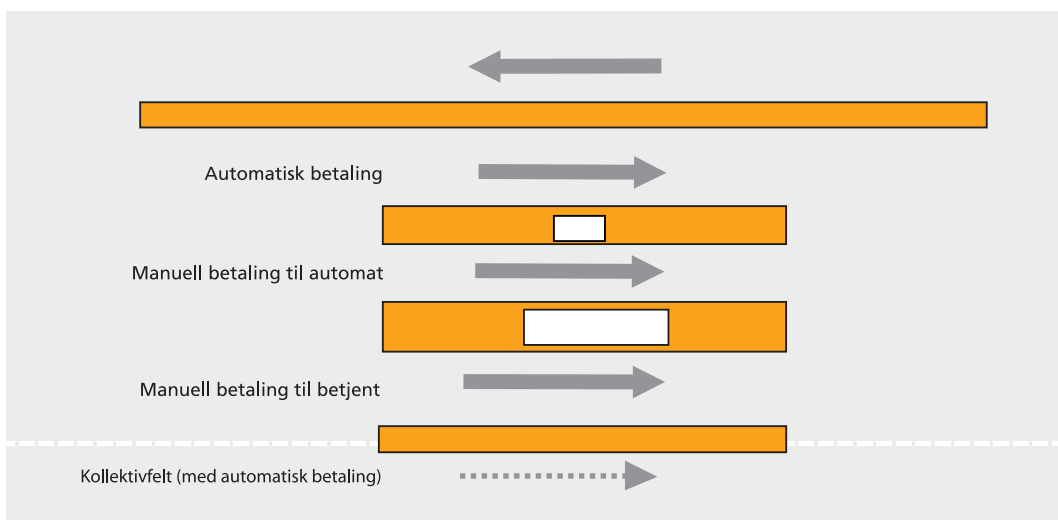 Automatisk betaling
Manuell betaling til automat
Manuell betaling til betjent
Kollektivfelt (med automatisk betaling)